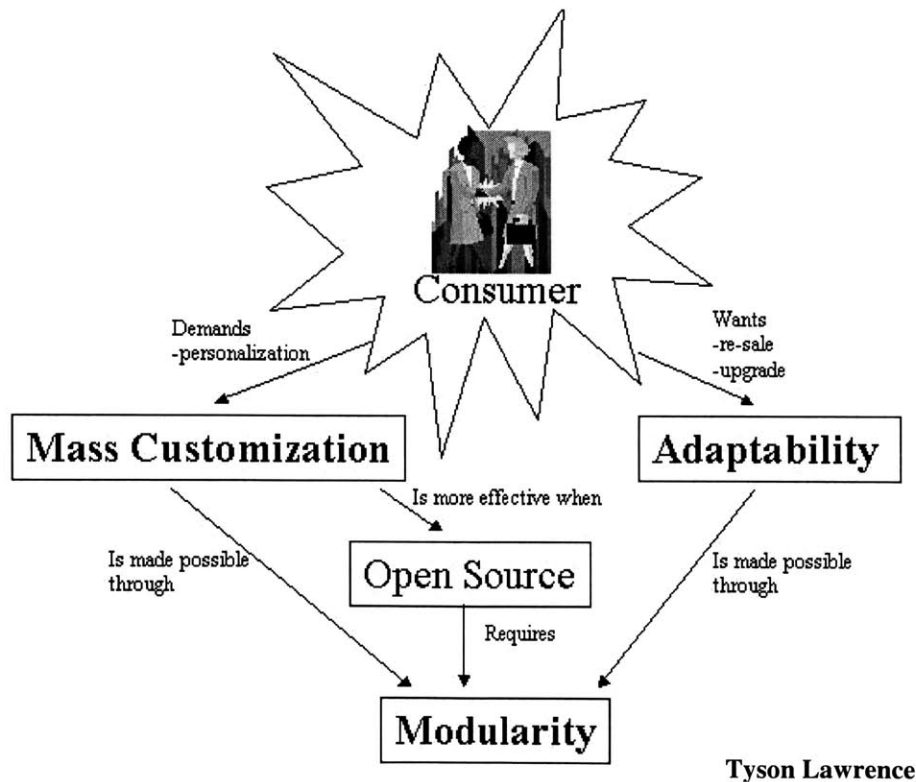 Consumer
Demands
-personalization
Wants
-re-sale
-upgrade
Mass Customization
Adaptability
Is more effective when
Open Source
Is made possible
through
Is made possible
through
Requires
Modularity
Tyson Lawrence